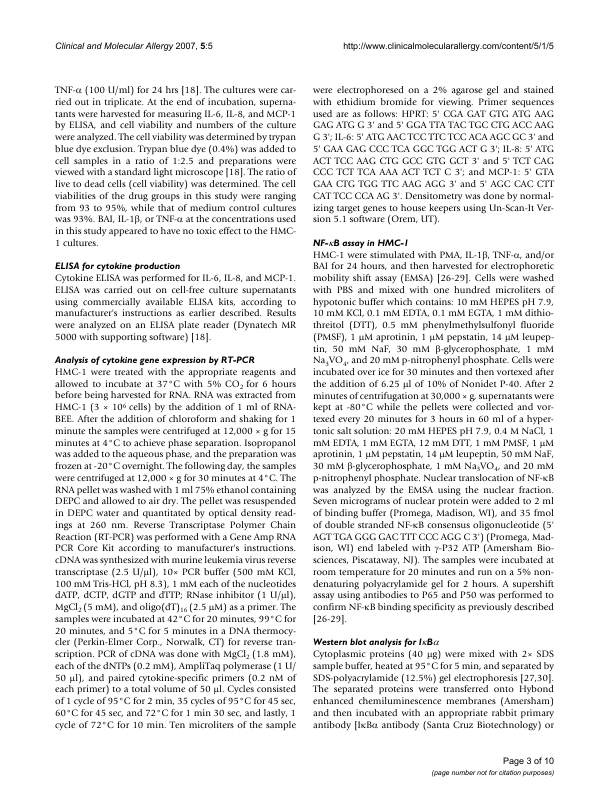 Clinical and Molecular Allergy 2007, 5:5
http://www.clinicalmolecularallergy.com/content/5/1/5
TNF-α (100 U/ml) for 24 hrs [18]. The cultures were car-
ried out in triplicate. At the end of incubation, superna-
tants were harvested for measuring IL-6, IL-8, and MCP-1
by ELISA, and cell viability and numbers of the culture
were analyzed. The cell viability was determined by trypan
blue dye exclusion. Trypan blue dye (0.4%) was added to
cell samples in a ratio of 1:2.5 and preparations were
viewed with a standard light microscope [18]. The ratio of
live to dead cells (cell viability) was determined. The cell
viabilities of the drug groups in this study were ranging
from 93 to 95%, while that of medium control cultures
was 93%. BAI, IL-1β, or TNF-α at the concentrations used
in this study appeared to have no toxic effect to the HMC-
1 cultures.
ELISA for cytokine production
Cytokine ELISA was performed for IL-6, IL-8, and MCP-1.
ELISA was carried out on cell-free culture supernatants
using commercially available ELISA kits, according to
manufacturer's instructions as earlier described. Results
were analyzed on an ELISA plate reader (Dynatech MR
5000 with supporting software) [18].
Analysis of cytokine gene expression by RT-PCR
HMC-1 were treated with the appropriate reagents and
allowed to incubate at 37°C with 5% CO2 for 6 hours
before being harvested for RNA. RNA was extracted from
HMC-1 (3 × 10⁶ cells) by the addition of 1 ml of RNA-
BEE. After the addition of chloroform and shaking for 1
minute the samples were centrifuged at 12,000 × g for 15
minutes at 4°C to achieve phase separation. Isopropanol
was added to the aqueous phase, and the preparation was
frozen at -20°C overnight. The following day, the samples
were centrifuged at 12,000 × g for 30 minutes at 4°C. The
RNA pellet was washed with 1 ml 75% ethanol containing
DEPC and allowed to air dry. The pellet was resuspended
in DEPC water and quantitated by optical density read-
ings at 260 nm. Reverse Transcriptase Polymer Chain
Reaction (RT-PCR) was performed with a Gene Amp RNA
PCR Core Kit according to manufacturer's instructions.
cDNA was synthesized with murine leukemia virus reverse
transcriptase (2.5 U/µl), 10× PCR buffer (500 mM KCl,
100 mM Tris-HCl, pH 8.3), 1 mM each of the nucleotides
dATP, dCTP, dGTP and dTTP; RNase inhibitor (1 U/µl),
MgCl2 (5 mM), and oligo(dT)16 (2.5 µM) as a primer. The
samples were incubated at 42°C for 20 minutes, 99°C for
20 minutes, and 5°C for 5 minutes in a DNA thermocy-
cler (Perkin-Elmer Corp., Norwalk, CT) for reverse tran-
scription. PCR of cDNA was done with MgCl2 (1.8 mM),
each of the dNTPs (0.2 mM), AmpliTaq polymerase (1 U/
50 µl), and paired cytokine-specific primers (0.2 nM of
each primer) to a total volume of 50 µl. Cycles consisted
of 1 cycle of 95°C for 2 min, 35 cycles of 95°C for 45 sec,
60°C for 45 sec, and 72°C for 1 min 30 sec, and lastly, 1
cycle of 72°C for 10 min. Ten microliters of the sample
were electrophoresed on a 2% agarose gel and stained
with ethidium bromide for viewing. Primer sequences
used are as follows: HPRT: 5' CGA GAT GTG ATG AAG
GAG ATG G 3' and 5' GGA TTA TAC TGC CTG ACC AAG
G 3'; IL-6: 5' ATG AAC TCC TTC TCC ACA AGC GC 3' and
5' GAA GAG CCC TCA GGC TGG ACT G 3'; IL-8: 5' ATG
ACT TCC AAG CTG GCC GTG GCT 3' and 5' TCT CAG
CCC TCT TCA AAA ACT TCT C 3'; and MCP-1: 5' GTA
GAA CTG TGG TTC AAG AGG 3' and 5' AGC CAC CTT
CAT TCC CCA AG 3'. Densitometry was done by normal-
izing target genes to house keepers using Un-Scan-It Ver-
sion 5.1 software (Orem, UT).
NF-κB assay in HMC-1
HMC-1 were stimulated with PMA, IL-1β, TNF-α, and/or
BAI for 24 hours, and then harvested for electrophoretic
mobility shift assay (EMSA) [26-29]. Cells were washed
with PBS and mixed with one hundred microliters of
hypotonic buffer which contains: 10 mM HEPES pH 7.9,
10 mM KCl, 0.1 mM EDTA, 0.1 mM EGTA, 1 mM dithio-
threitol (DTT), 0.5 mM phenylmethylsulfonyl fluoride
(PMSF), 1 µM aprotinin, 1 µM pepstatin, 14 µM leupep-
tin, 50 mM NaF, 30 mM β-glycerophosphate, 1 mM
Na3VO4, and 20 mM p-nitrophenyl phosphate. Cells were
incubated over ice for 30 minutes and then vortexed after
the addition of 6.25 µl of 10% of Nonidet P-40. After 2
minutes of centrifugation at 30,000 × g, supernatants were
kept at -80°C while the pellets were collected and vor-
texed every 20 minutes for 3 hours in 60 ml of a hyper-
tonic salt solution: 20 mM HEPES pH 7.9, 0.4 M NaCl, 1
mM EDTA, 1 mM EGTA, 12 mM DTT, 1 mM PMSF, 1 µM
aprotinin, 1 µM pepstatin, 14 µM leupeptin, 50 mM NaF,
30 mM β-glycerophosphate, 1 mM Na3VO4, and 20 mM
p-nitrophenyl phosphate. Nuclear translocation of NF-κB
was analyzed by the EMSA using the nuclear fraction.
Seven micrograms of nuclear protein were added to 2 ml
of binding buffer (Promega, Madison, WI), and 35 fmol
of double stranded NF-κB consensus oligonucleotide (5'
AGT TGA GGG GAC TTT CCC AGG C 3') (Promega, Mad-
ison, WI) end labeled with γ-P32 ATP (Amersham Bio-
sciences, Piscataway, NJ). The samples were incubated at
room temperature for 20 minutes and run on a 5% non-
denaturing polyacrylamide gel for 2 hours. A supershift
assay using antibodies to P65 and P50 was performed to
confirm NF-κB binding specificity as previously described
[26-29].
Western blot analysis for IκBα
Cytoplasmic proteins (40 µg) were mixed with 2× SDS
sample buffer, heated at 95°C for 5 min, and separated by
SDS-polyacrylamide (12.5%) gel electrophoresis [27,30].
The separated proteins were transferred onto Hybond
enhanced chemiluminescence membranes (Amersham)
and then incubated with an appropriate rabbit primary
antibody [IκBα antibody (Santa Cruz Biotechnology) or
Page 3 of 10
(page number not for citation purposes)